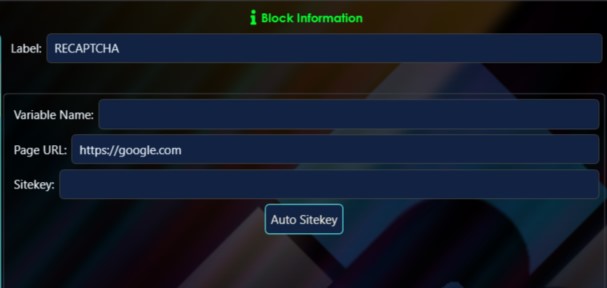 Block Information
Label: RECAPTCHA
Variable Name:
Page URL: https://google.com
Sitekey:
Auto Sitekey